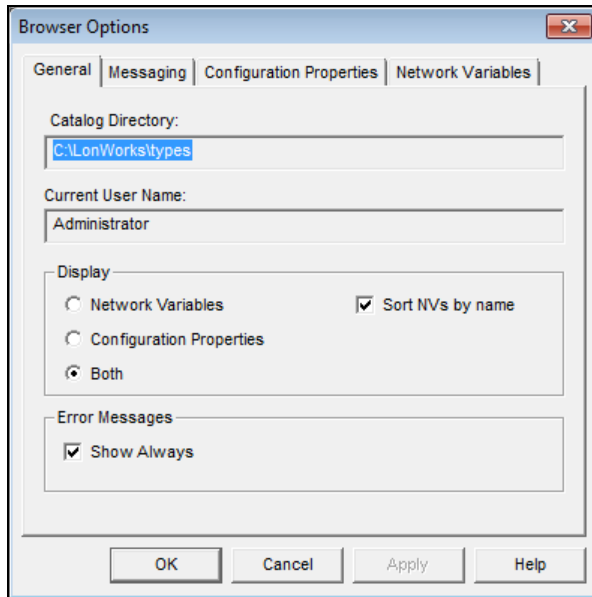 Browser Options
General Messaging Configuration Properties Network Variables
Catalog Directory:
C:\LonWorks\types
Current User Name:
Administrator
Display
Network Variables Sort NVs by name
Configuration Properties
Both
Error Messages
Show Always
OK Cancel Apply Help